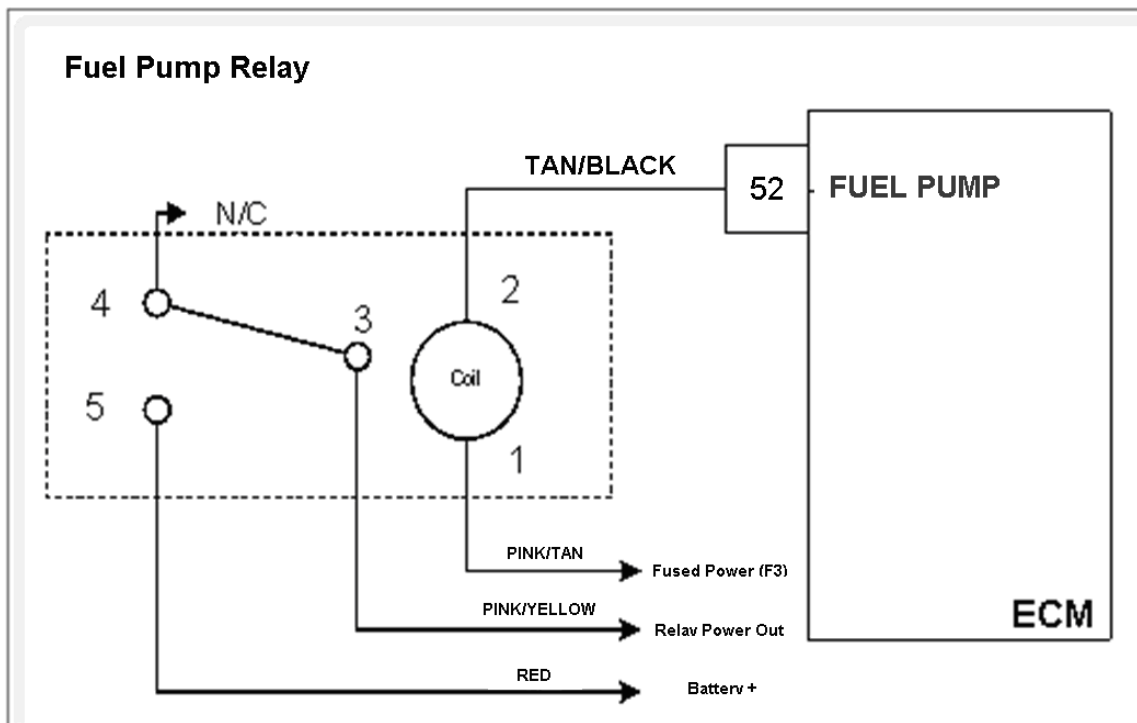 Fuel Pump Relay
TAN/BLACK
52
FUEL PUMP
N/C
4
3
2
Coil
5
1
PINK/TAN
Fused Power (F3)
PINK/YELLOW
Relay Power Out
ECM
RED
Battery +